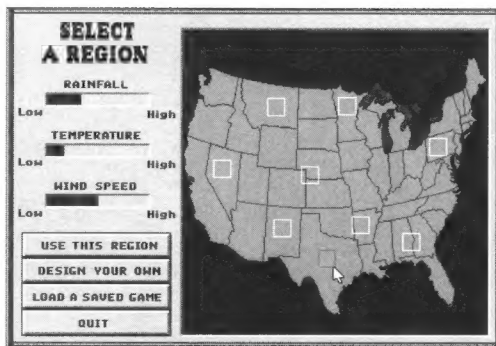 SELECT
A REGION
RAINFALL
Low High
TEMPERATURE
Low High
WIND SPEED
Low High
USE THIS REGION
DESIGN YOUR OWN
LOAD A SAVED GAME
QUIT